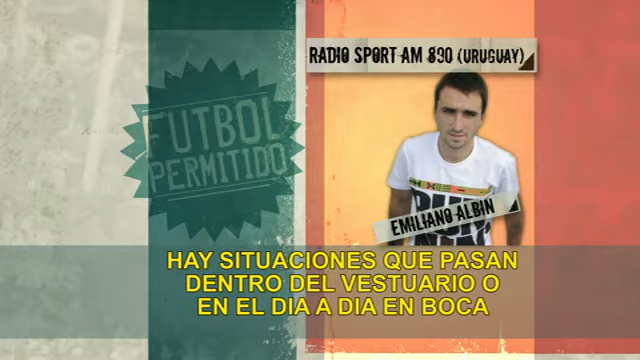 RADIO SPORT AM 890 (URUGUAY)
FUTBOL
PERMITIDO
EMILIANO ALBIN
HAY SITUACIONES QUE PASAN
DENTRO DEL VESTUARIO O
EN EL DIA A DIA EN BOCA